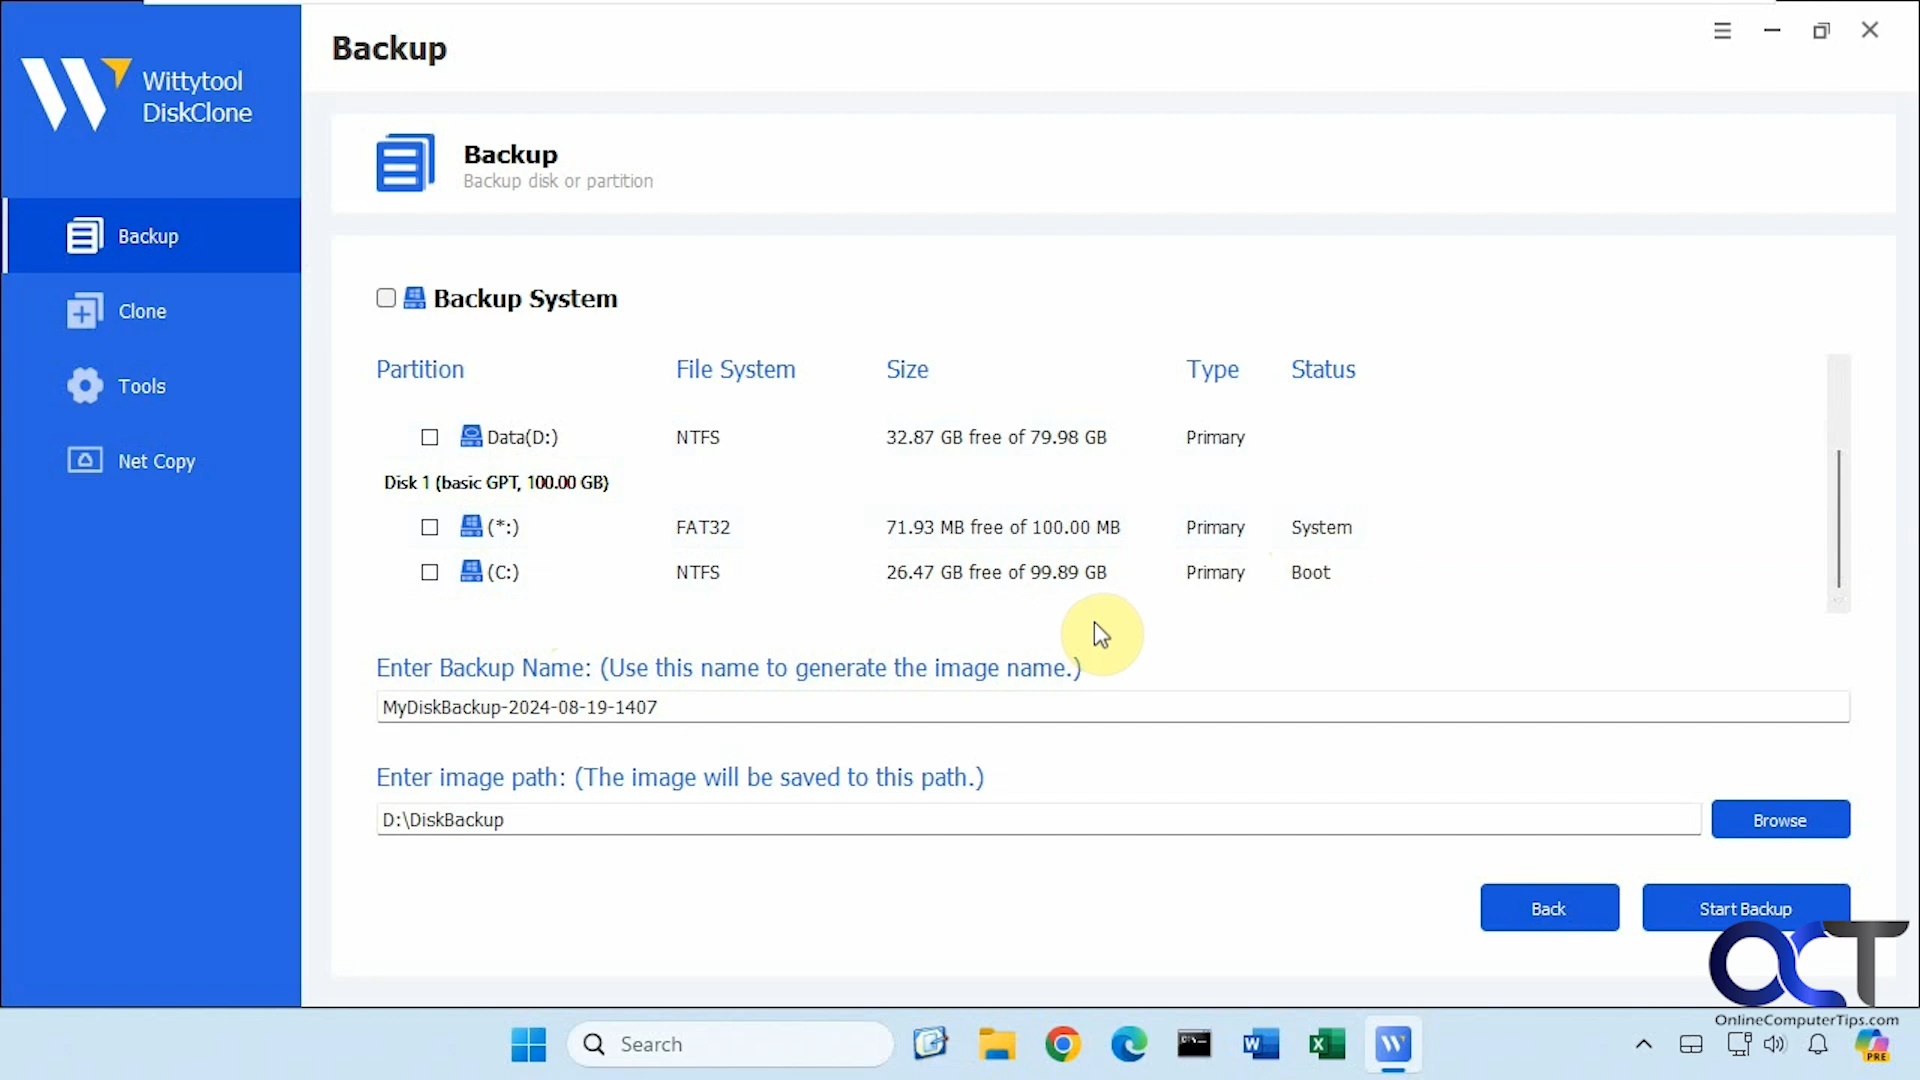 Backup
Wittytool
DiskClone
Backup
Backup disk or partition
Backup
Clone
Tools
Net Copy
Backup System
Partition File System Size Type Status
Data(D:) NTFS 32.87 GB free of 79.98 GB Primary
Disk 1 (basic GPT, 100.00 GB)
(*:) FAT32 71.93 MB free of 100.00 MB Primary System
(C:) NTFS 26.47 GB free of 99.89 GB Primary Boot
Enter Backup Name: (Use this name to generate the image name.)
MyDiskBackup-2024-08-19-1407
Enter image path: (The image will be saved to this path.)
D:\DiskBackup Browse
Back Start Backup
OCT
OnlineComputerTips.com
Search
PRE